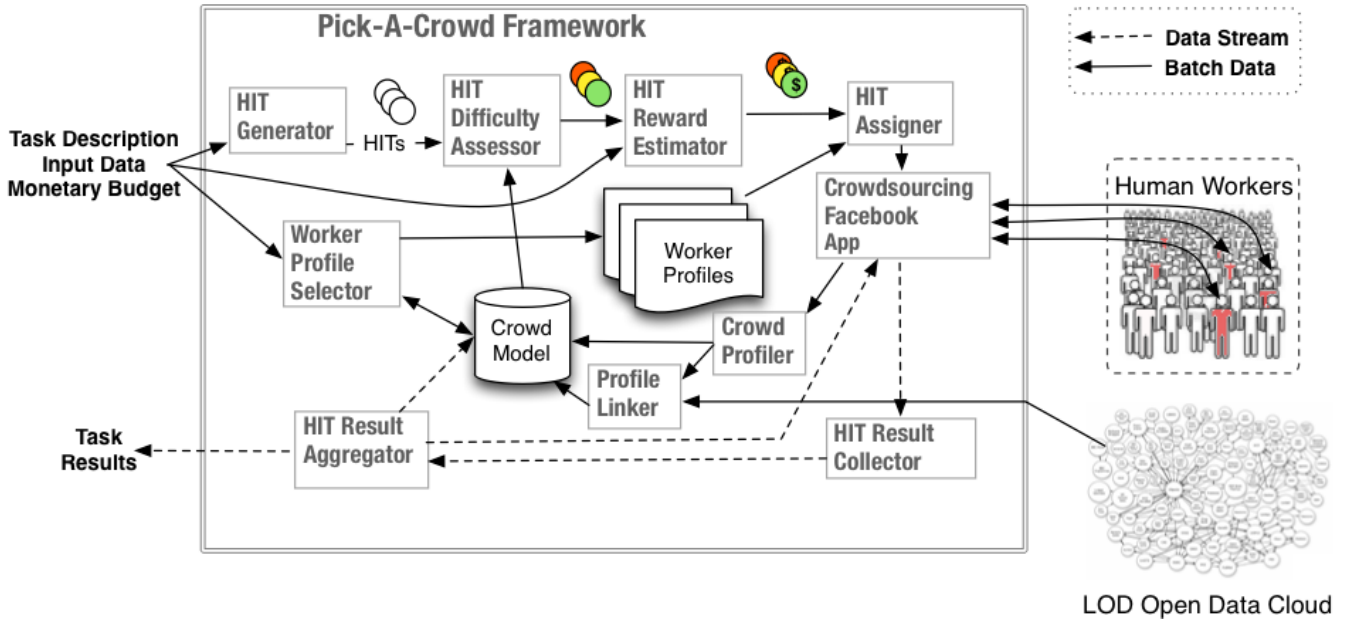 Pick-A-Crowd Framework
Data Stream
Batch Data
HIT
Generator
HITs
HIT
Difficulty
Assessor
HIT
Reward
Estimator
$
HIT
Assigner
Task Description
Input Data
Monetary Budget
Crowdsourcing
Facebook
App
Human Workers
Worker
Profile
Selector
Worker
Profiles
Crowd
Model
Crowd
Profiler
Profile
Linker
Task
Results
HIT Result
Aggregator
HIT Result
Collector
LOD Open Data Cloud